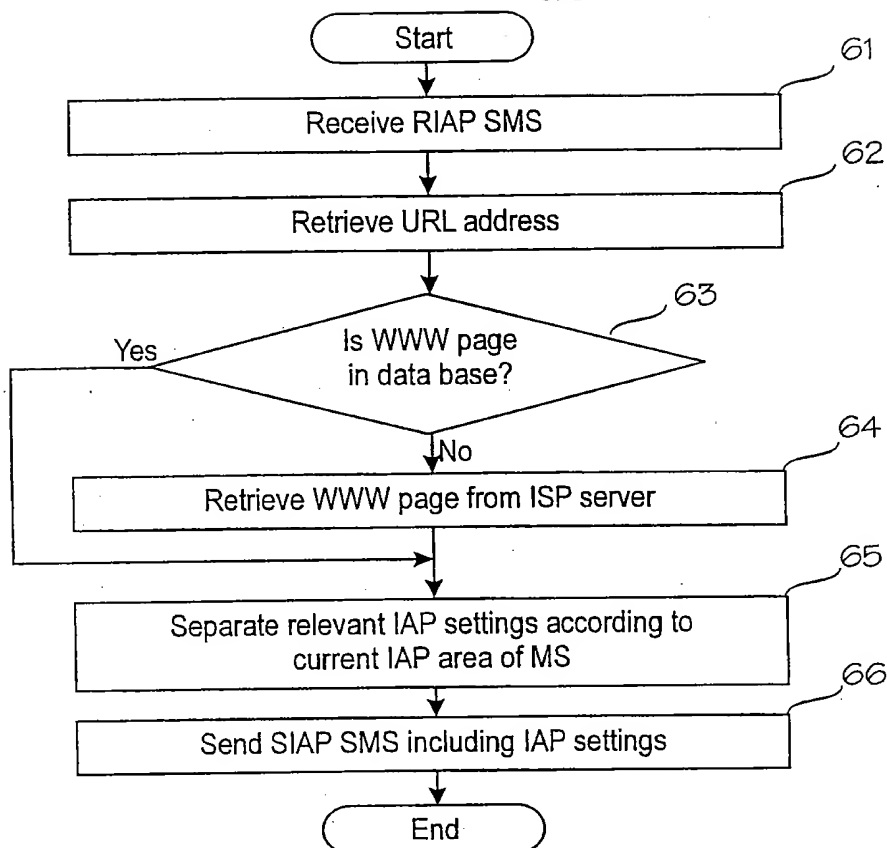 Start
61
Receive RIAP SMS
62
Retrieve URL address
63
Is WWW page
in data base?
Yes
No
64
Retrieve WWW page from ISP server
65
Separate relevant IAP settings according to
current IAP area of MS
66
Send SIAP SMS including IAP settings
End